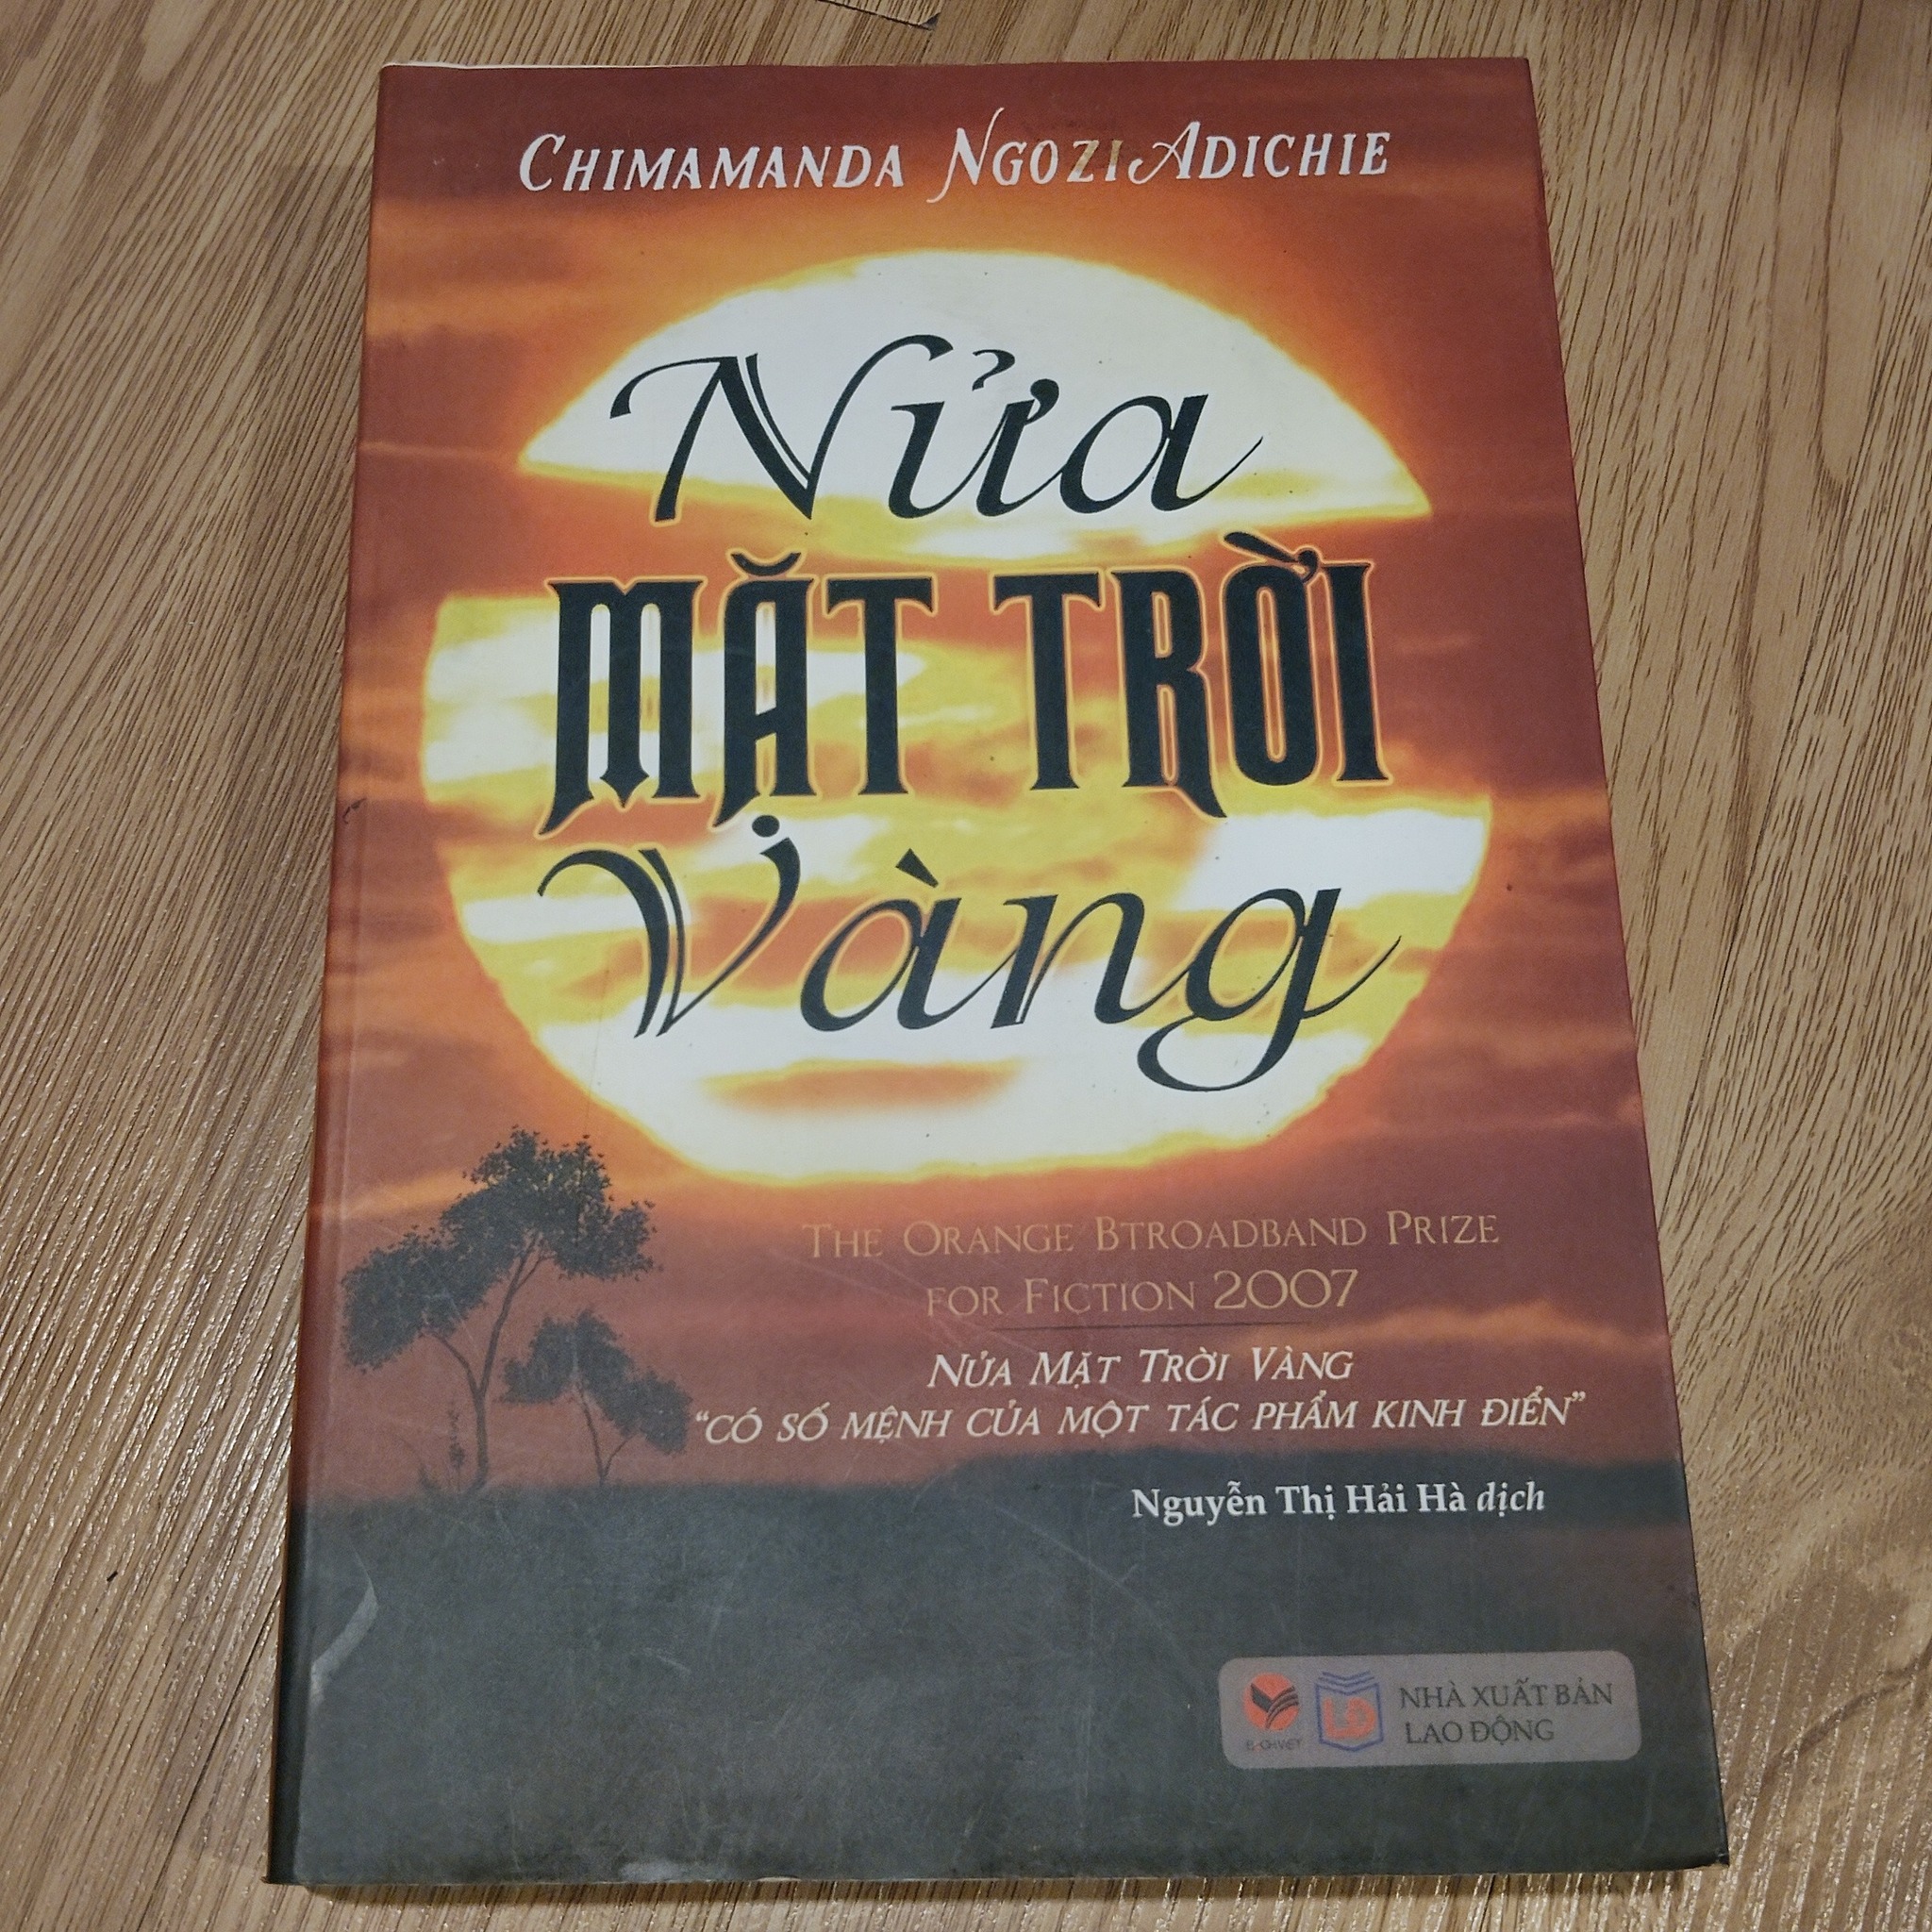 CHIMAMANDA NGOZI ADICHIE
Nửa
MẶT TRỜI
Vàng
THE ORANGE BTROADBAND PRIZE
FOR FICTION 2007
NỬA MẶT TRỜI VÀNG
“CÓ SỐ MỆNH CỦA MỘT TÁC PHẨM KINH ĐIỂN”
Nguyễn Thị Hải Hà dịch
LĐ
NHÀ XUẤT BẢN
LAO ĐỘNG